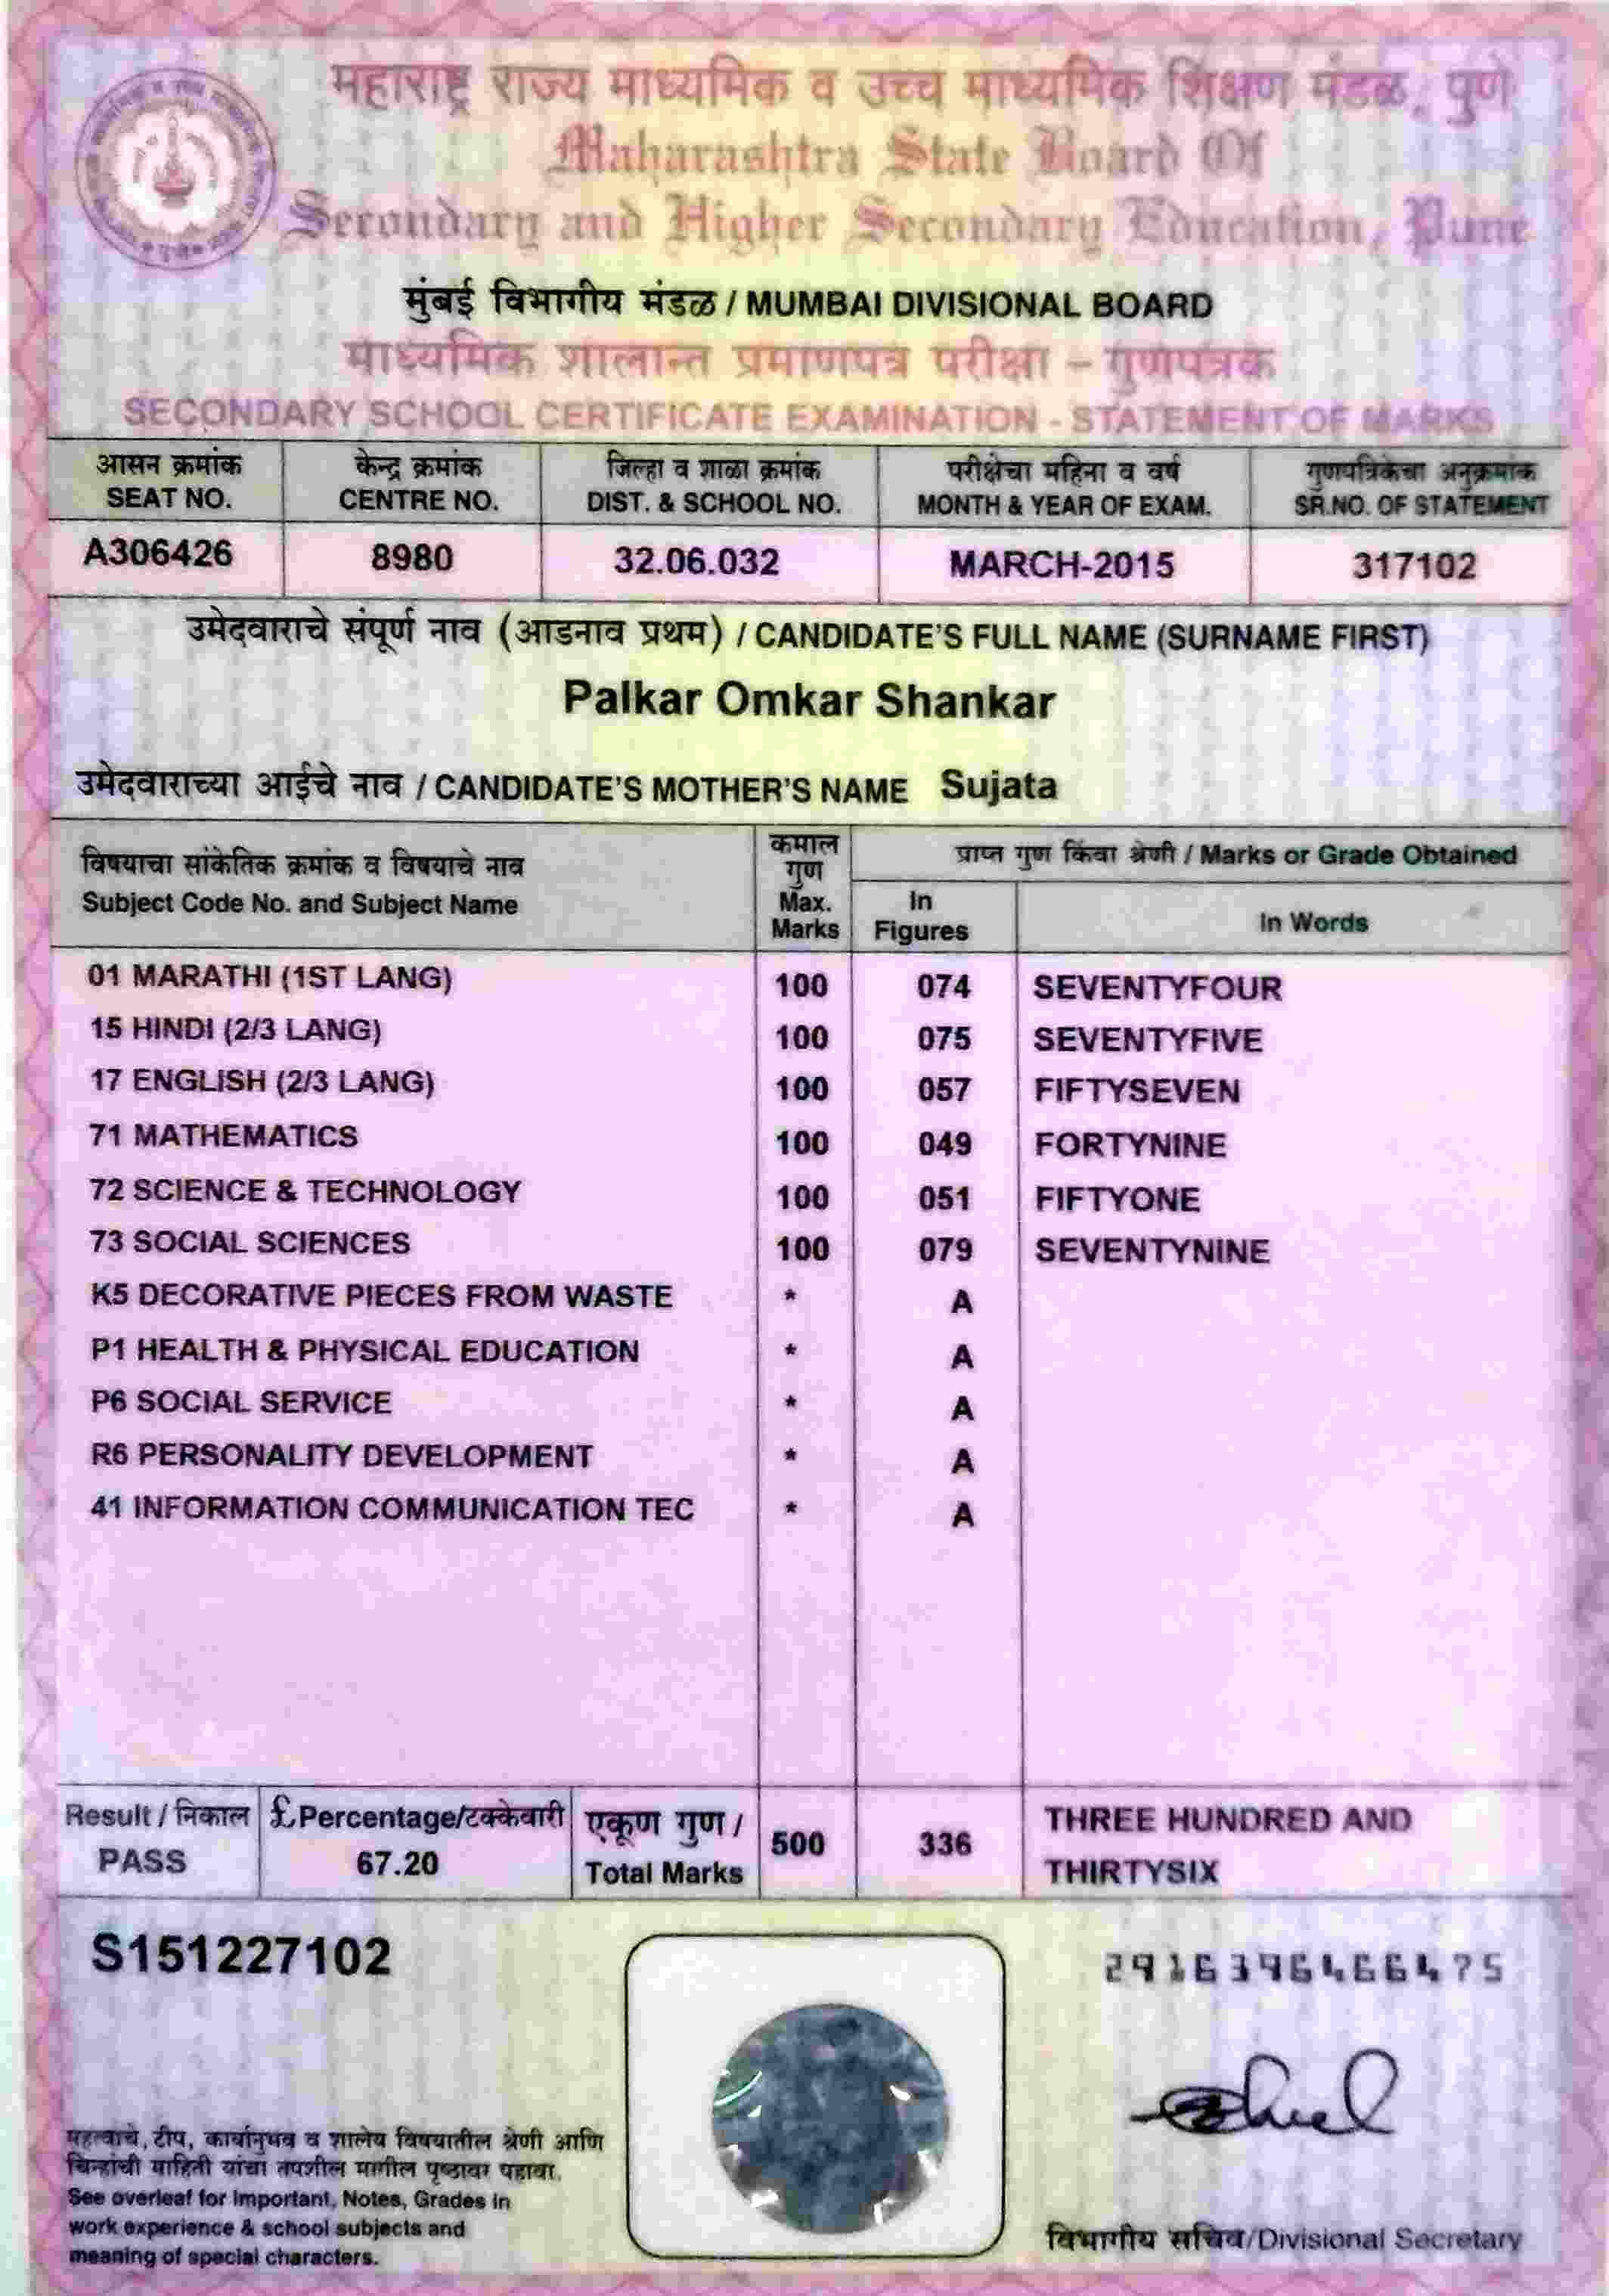 महाराष्ट्र राज्य माध्यमिक व उच्च माध्यमिक शिक्षण मंडळ, पुणे
Maharashtra State Board Of
Secondary and Higher Secondary Education, Pune
मुंबई विभागीय मंडळ / MUMBAI DIVISIONAL BOARD
माध्यमिक शालान्त प्रमाणपत्र परीक्षा – गुणपत्रक
SECONDARY SCHOOL CERTIFICATE EXAMINATION - STATEMENT OF MARKS
आसन क्रमांक केन्द्र क्रमांक जिल्हा व शाळा क्रमांक परीक्षेचा महिना व वर्ष गुणपत्रिकेचा अनुक्रमांक
SEAT NO. CENTRE NO. DIST. & SCHOOL NO. MONTH & YEAR OF EXAM. SR.NO. OF STATEMENT
A306426 8980 32.06.032 MARCH-2015 317102
उमेदवाराचे संपूर्ण नाव (आडनाव प्रथम) / CANDIDATE'S FULL NAME (SURNAME FIRST)
Palkar Omkar Shankar
उमेदवाराच्या आईचे नाव / CANDIDATE'S MOTHER'S NAME Sujata
विषयाचा सांकेतिक क्रमांक व विषयाचे नाव कमाल गुण प्राप्त गुण किंवा श्रेणी / Marks or Grade Obtained
Subject Code No. and Subject Name Max. Marks In Figures In Words
01 MARATHI (1ST LANG) 100 074 SEVENTYFOUR
15 HINDI (2/3 LANG) 100 075 SEVENTYFIVE
17 ENGLISH (2/3 LANG) 100 057 FIFTYSEVEN
71 MATHEMATICS 100 049 FORTYNINE
72 SCIENCE & TECHNOLOGY 100 051 FIFTYONE
73 SOCIAL SCIENCES 100 079 SEVENTYNINE
K5 DECORATIVE PIECES FROM WASTE * A
P1 HEALTH & PHYSICAL EDUCATION * A
P6 SOCIAL SERVICE * A
R6 PERSONALITY DEVELOPMENT * A
41 INFORMATION COMMUNICATION TEC * A
Result / निकाल £Percentage/टक्केवारी एकूण गुण / 500 336 THREE HUNDRED AND
PASS 67.20 Total Marks THIRTYSIX
S151227102
2916396466475
महत्वाचे, टीप, कार्यानुभव व शालेय विषयातील श्रेणी आणि
चिन्हांची माहिती यांचा तपशील मागील पृष्ठावर पहावा.
See overleaf for Important, Notes, Grades in
work experience & school subjects and
meaning of special characters.
विभागीय सचिव/Divisional Secretary